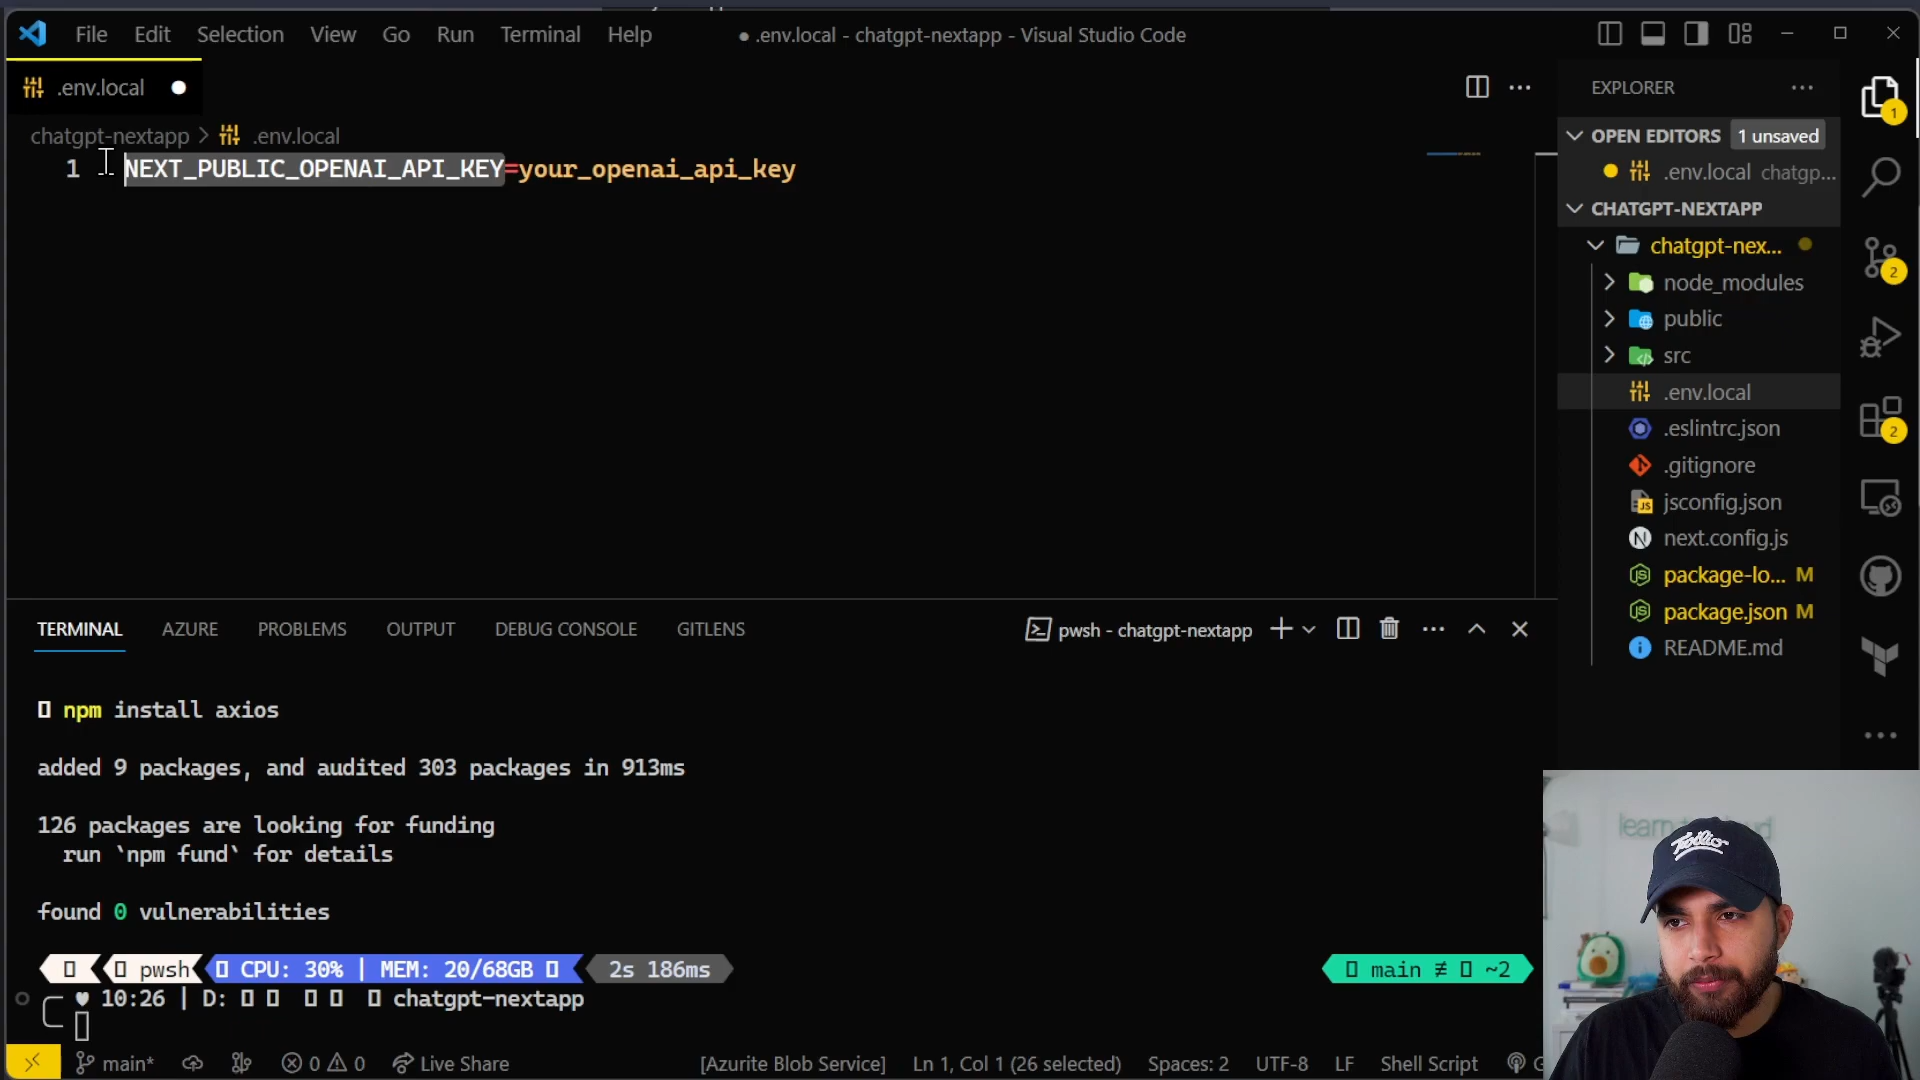 File Edit Selection View Go Run Terminal Help
● .env.local - chatgpt-nextapp - Visual Studio Code
.env.local
chatgpt-nextapp > .env.local
1 NEXT_PUBLIC_OPENAI_API_KEY=your_openai_api_key
EXPLORER
OPEN EDITORS 1 unsaved
.env.local chatgp...
CHATGPT-NEXTAPP
chatgpt-nex...
node_modules
public
src
.env.local
.eslintrc.json
.gitignore
jsconfig.json
next.config.js
package-lo... M
package.json M
README.md
1
2
2
TERMINAL AZURE PROBLEMS OUTPUT DEBUG CONSOLE GITLENS
pwsh - chatgpt-nextapp
npm install axios
added 9 packages, and audited 303 packages in 913ms
126 packages are looking for funding
run `npm fund` for details
found 0 vulnerabilities
pwsh CPU: 30% | MEM: 20/68GB 2s 186ms
main ≢ ~2
♥ 10:26 | D: chatgpt-nextapp
main* 0 0 Live Share
[Azurite Blob Service] Ln 1, Col 1 (26 selected) Spaces: 2 UTF-8 LF Shell Script